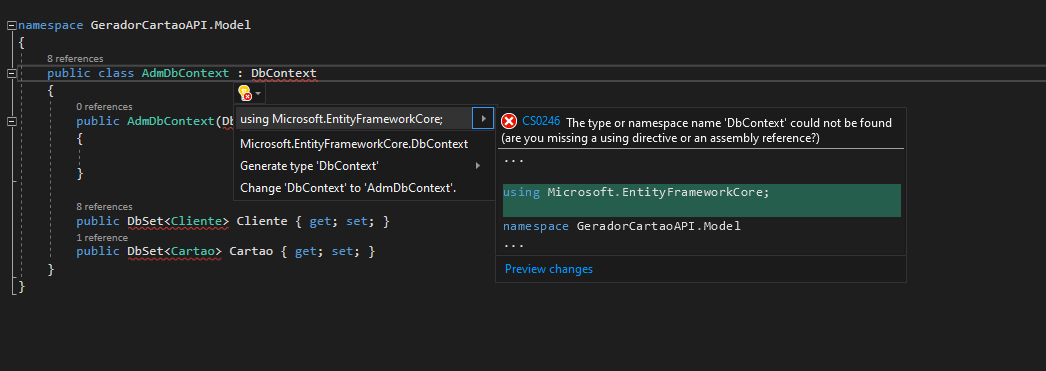 namespace GeradorCartaoAPI.Model
{
8 references
public class AdmDbContext : DbContext
{
0 references
public AdmDbContext(Db
{
}
8 references
public DbSet<Cliente> Cliente { get; set; }
1 reference
public DbSet<Cartao> Cartao { get; set; }
}
}
using Microsoft.EntityFrameworkCore;
Microsoft.EntityFrameworkCore.DbContext
Generate type 'DbContext'
Change 'DbContext' to 'AdmDbContext'.
CS0246 The type or namespace name 'DbContext' could not be found
(are you missing a using directive or an assembly reference?)
...
using Microsoft.EntityFrameworkCore;
namespace GeradorCartaoAPI.Model
...
Preview changes